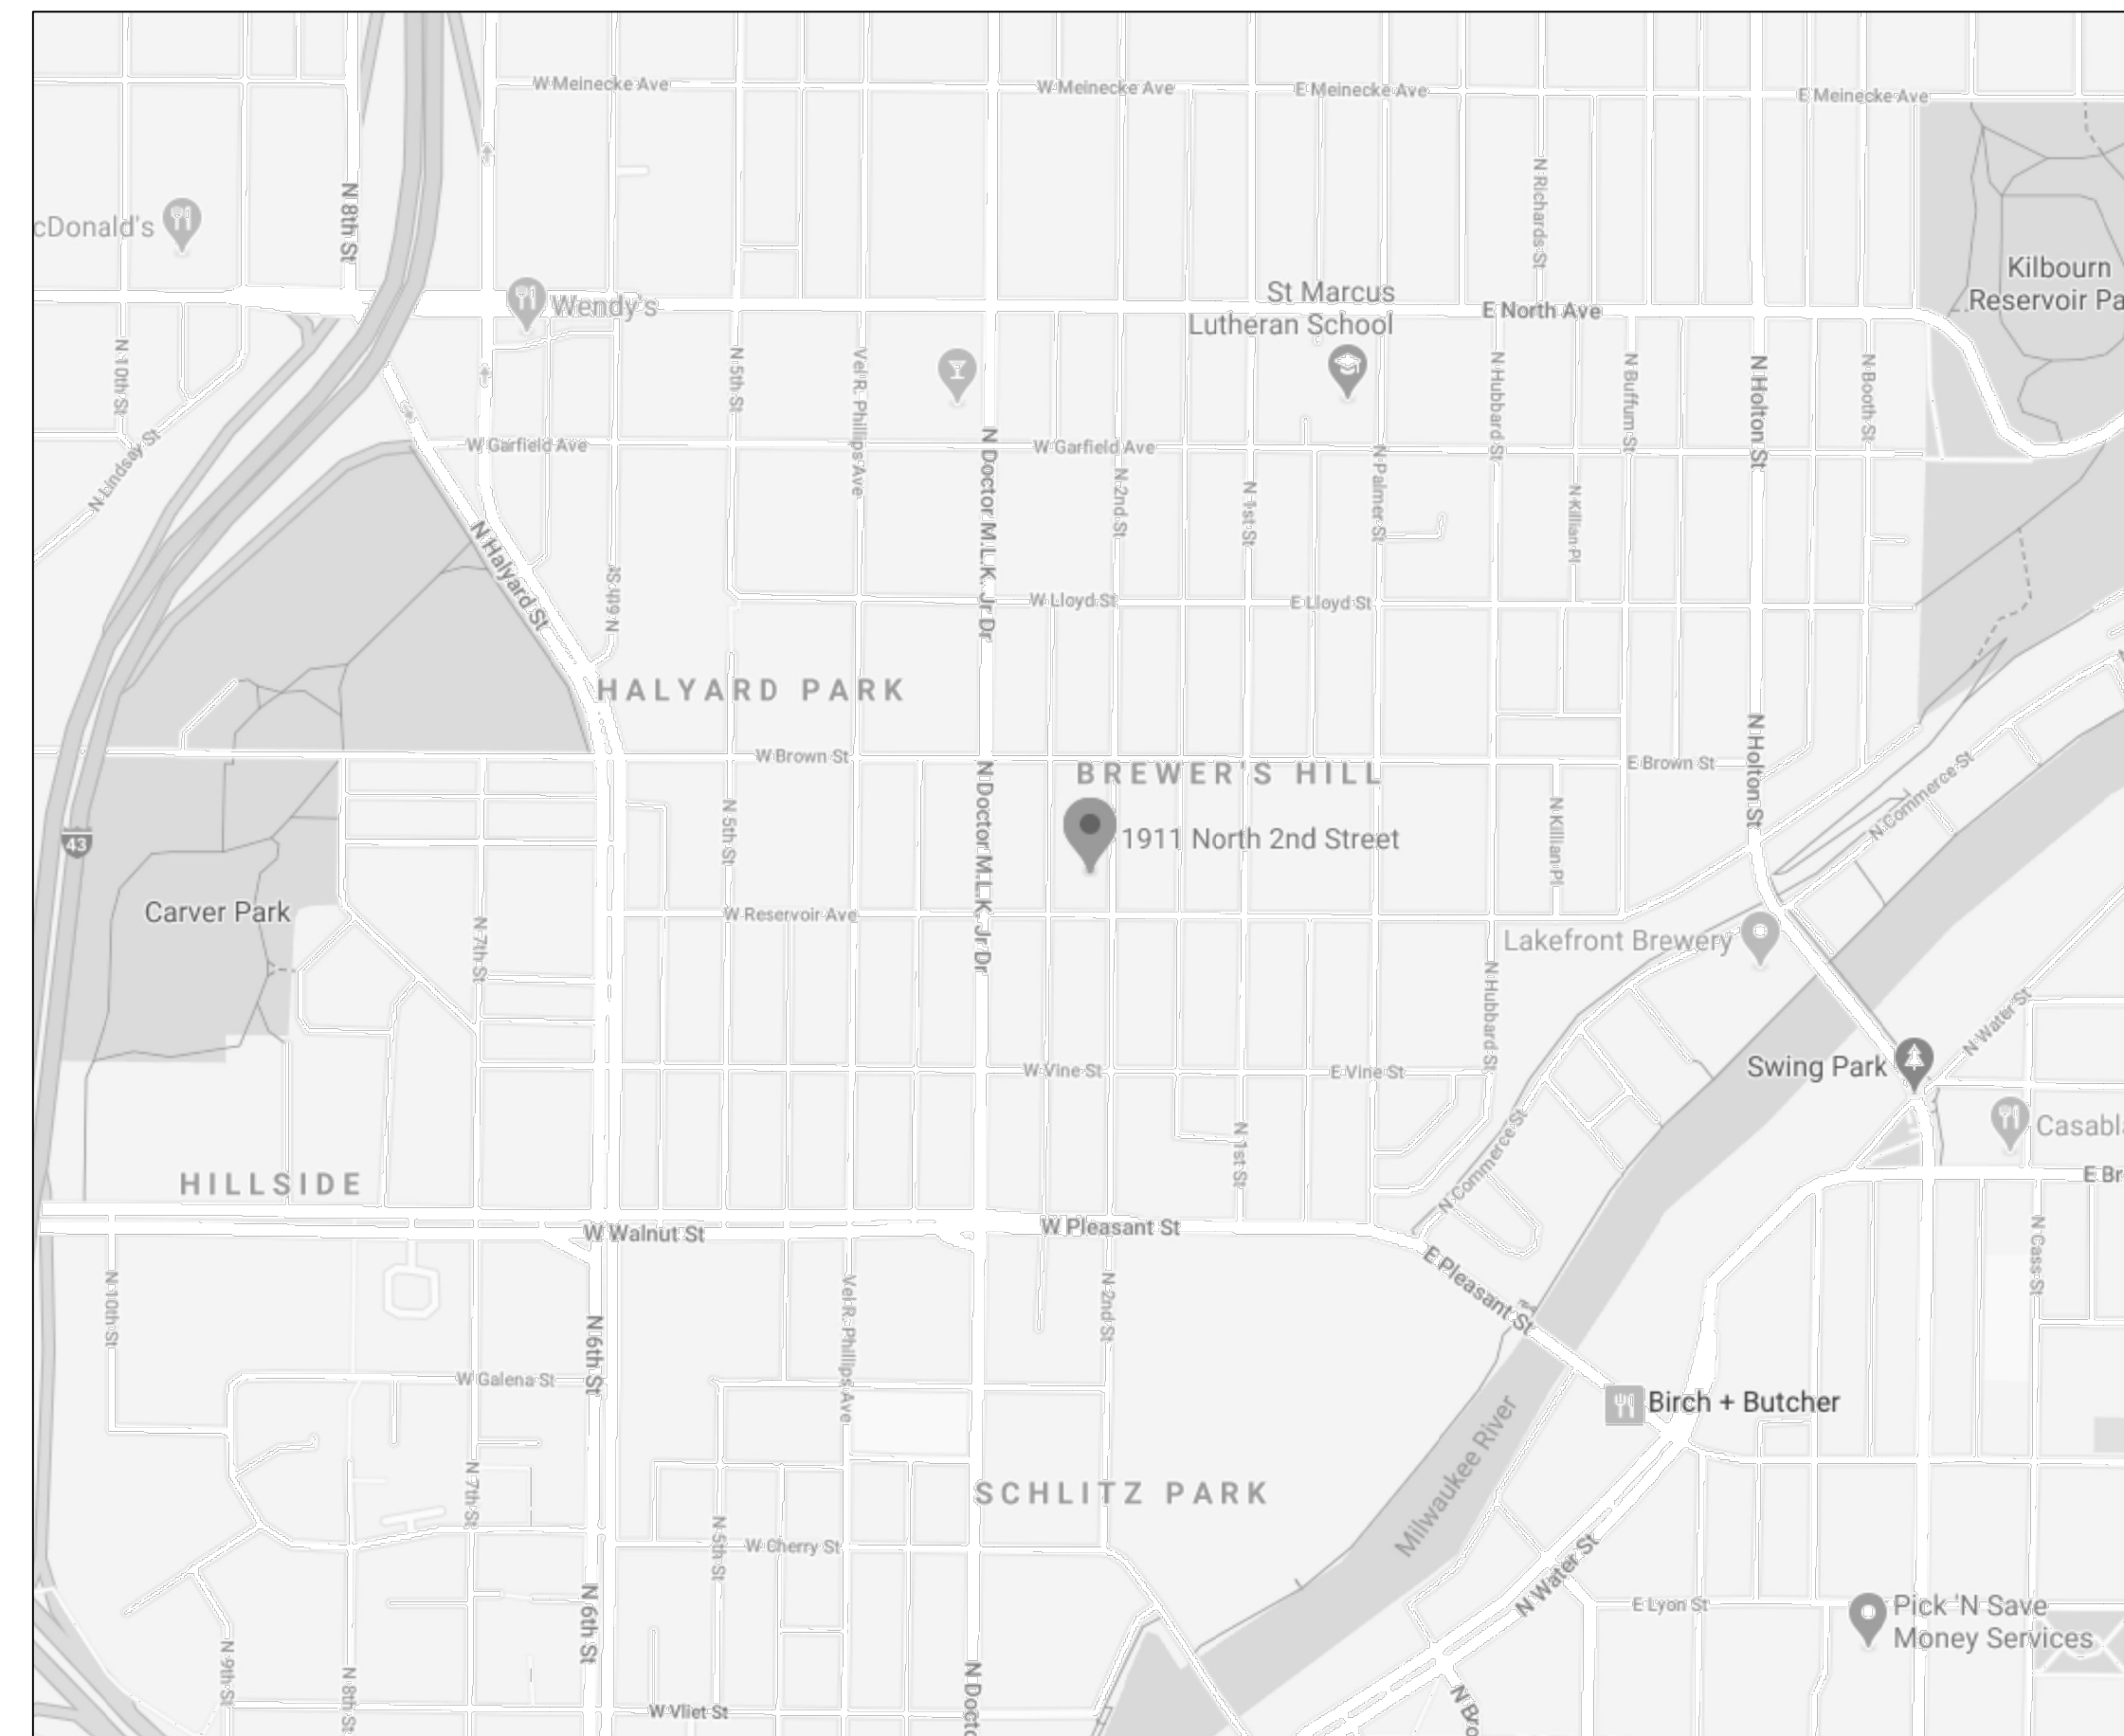 W Meinecke Ave
W Meinecke Ave
E Meinecke Ave
E Meinecke Ave
N 8th St
cDonald's
N Richards St
Kilbourn
Reservoir Pa
Wendy's
St Marcus
Lutheran School
E North Ave
N 10th St
N 5th St
Vel R. Phillips Ave
N Hubbard St
N Buffum St
N Holton St
N Booth St
N Lindsay St
W Garfield Ave
W Garfield Ave
N Doctor M.L.K. Jr Dr
N 2nd St
N 1st St
N Palmer St
N Killian Pl
N Halyard St
N 6th St
W Lloyd St
E Lloyd St
HALYARD PARK
W Brown St
BREWER'S HILL
E Brown St
N Holton St
N Commerce St
43
N 5th St
N Doctor M.L.K. Jr Dr
1911 North 2nd Street
N Killian Pl
Carver Park
N 7th St
W Reservoir Ave
Lakefront Brewery
N Hubbard St
N Water St
W Vine St
E Vine St
Swing Park
Casabl
N 1st St
N Commerce St
E Br
HILLSIDE
W Walnut St
W Pleasant St
E Pleasant St
N Cass St
N 10th St
N 6th St
Vel R. Phillips Ave
N 2nd St
W Galena St
Birch + Butcher
Milwaukee River
N 7th St
SCHLITZ PARK
N 5th St
W Cherry St
N Water St
N 6th St
E Lyon St
Pick 'N Save
Money Services
N 9th St
N 8th St
W Vliet St
N Docto
N Bro